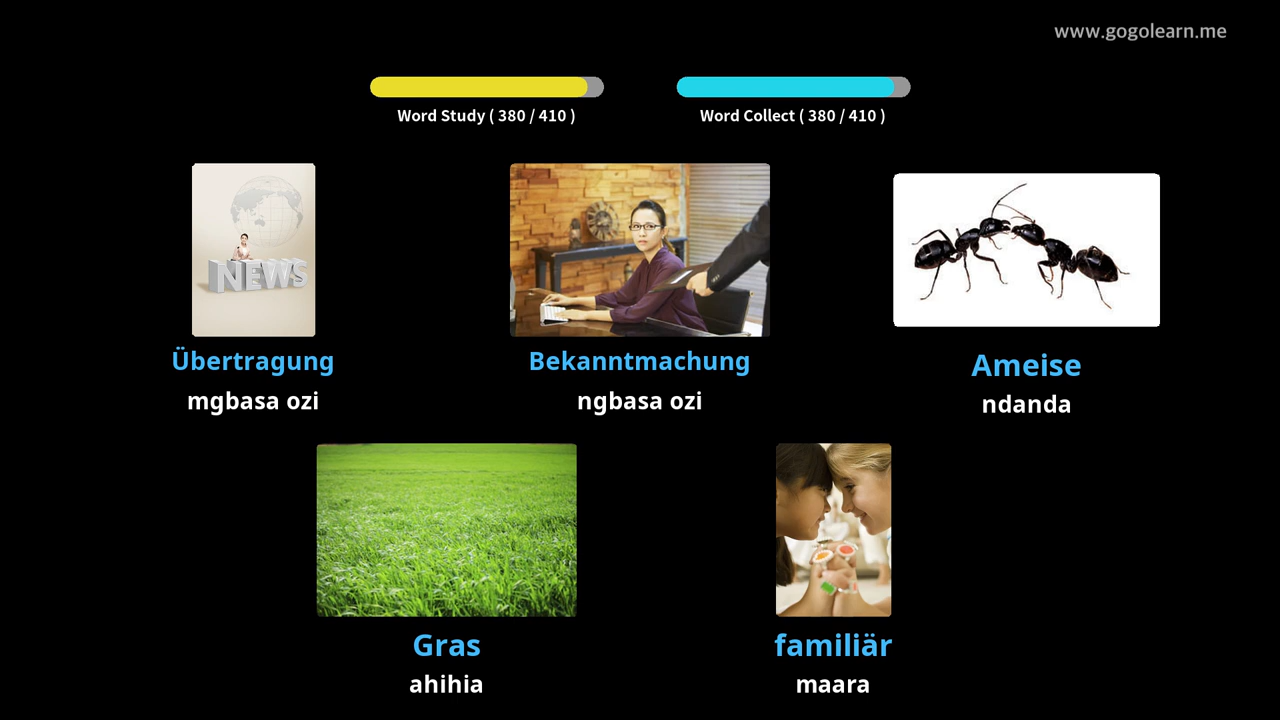 www.gogolearn.me
Word Study ( 380 / 410 )
Word Collect ( 380 / 410 )
NEWS
Übertragung
mgbasa ozi
Bekanntmachung
ngbasa ozi
Ameise
ndanda
Gras
ahihia
familiär
maara